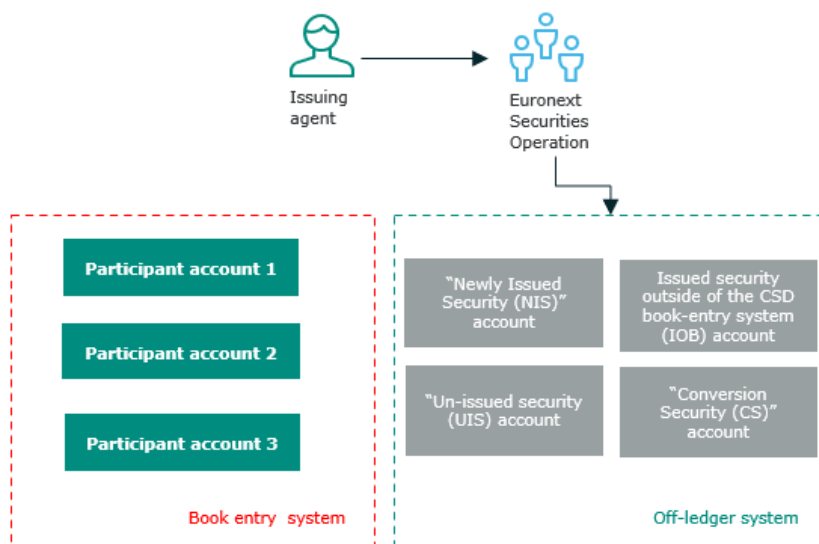 Issuing
agent
Euronext
Securities
Operation
Participant account 1
Participant account 2
Participant account 3
Book entry system
"Newly Issued
Security (NIS)"
account
Issued security
outside of the CSD
book-entry system
(IOB) account
"Un-issued security
(UIS) account
"Conversion
Security (CS)"
account
Off-ledger system